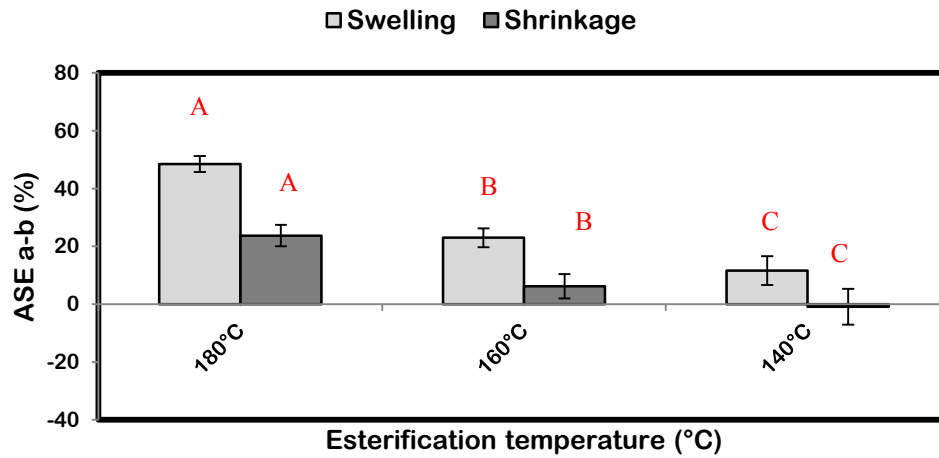 Swelling Shrinkage
80
60
40
20
0
-20
-40
ASE a-b (%)
A
A
B
B
C
C
180°C
160°C
140°C
Esterification temperature (°C)